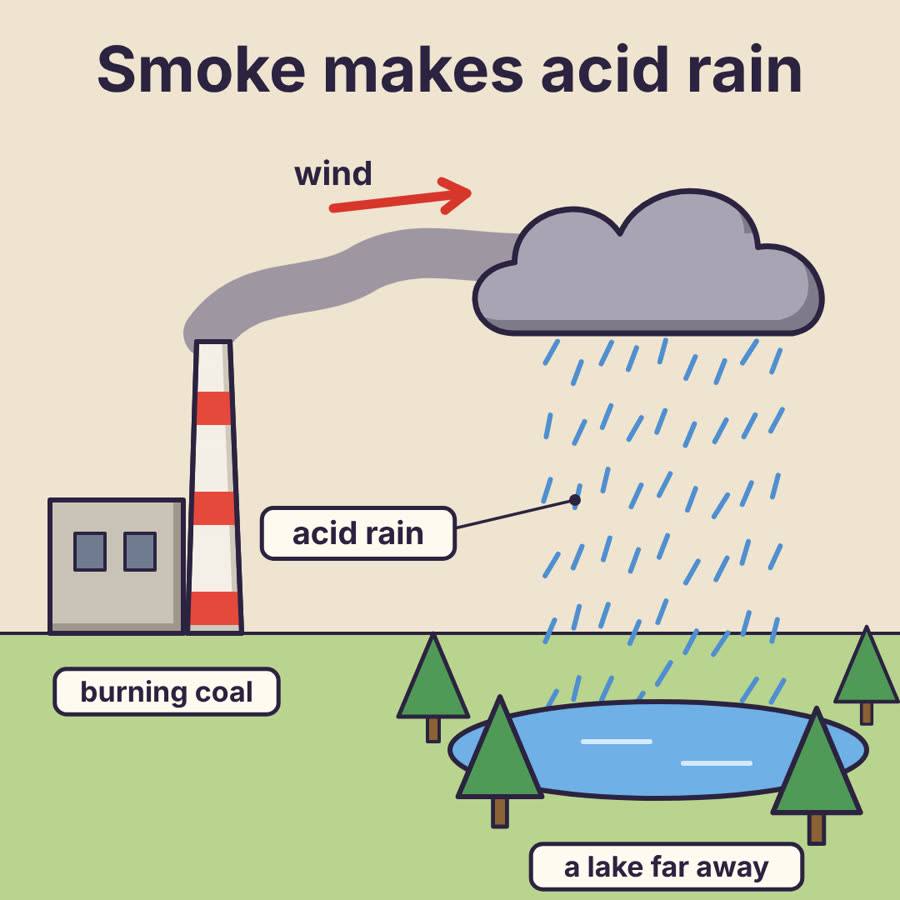 Smoke makes acid rain
wind
acid rain
burning coal
a lake far away